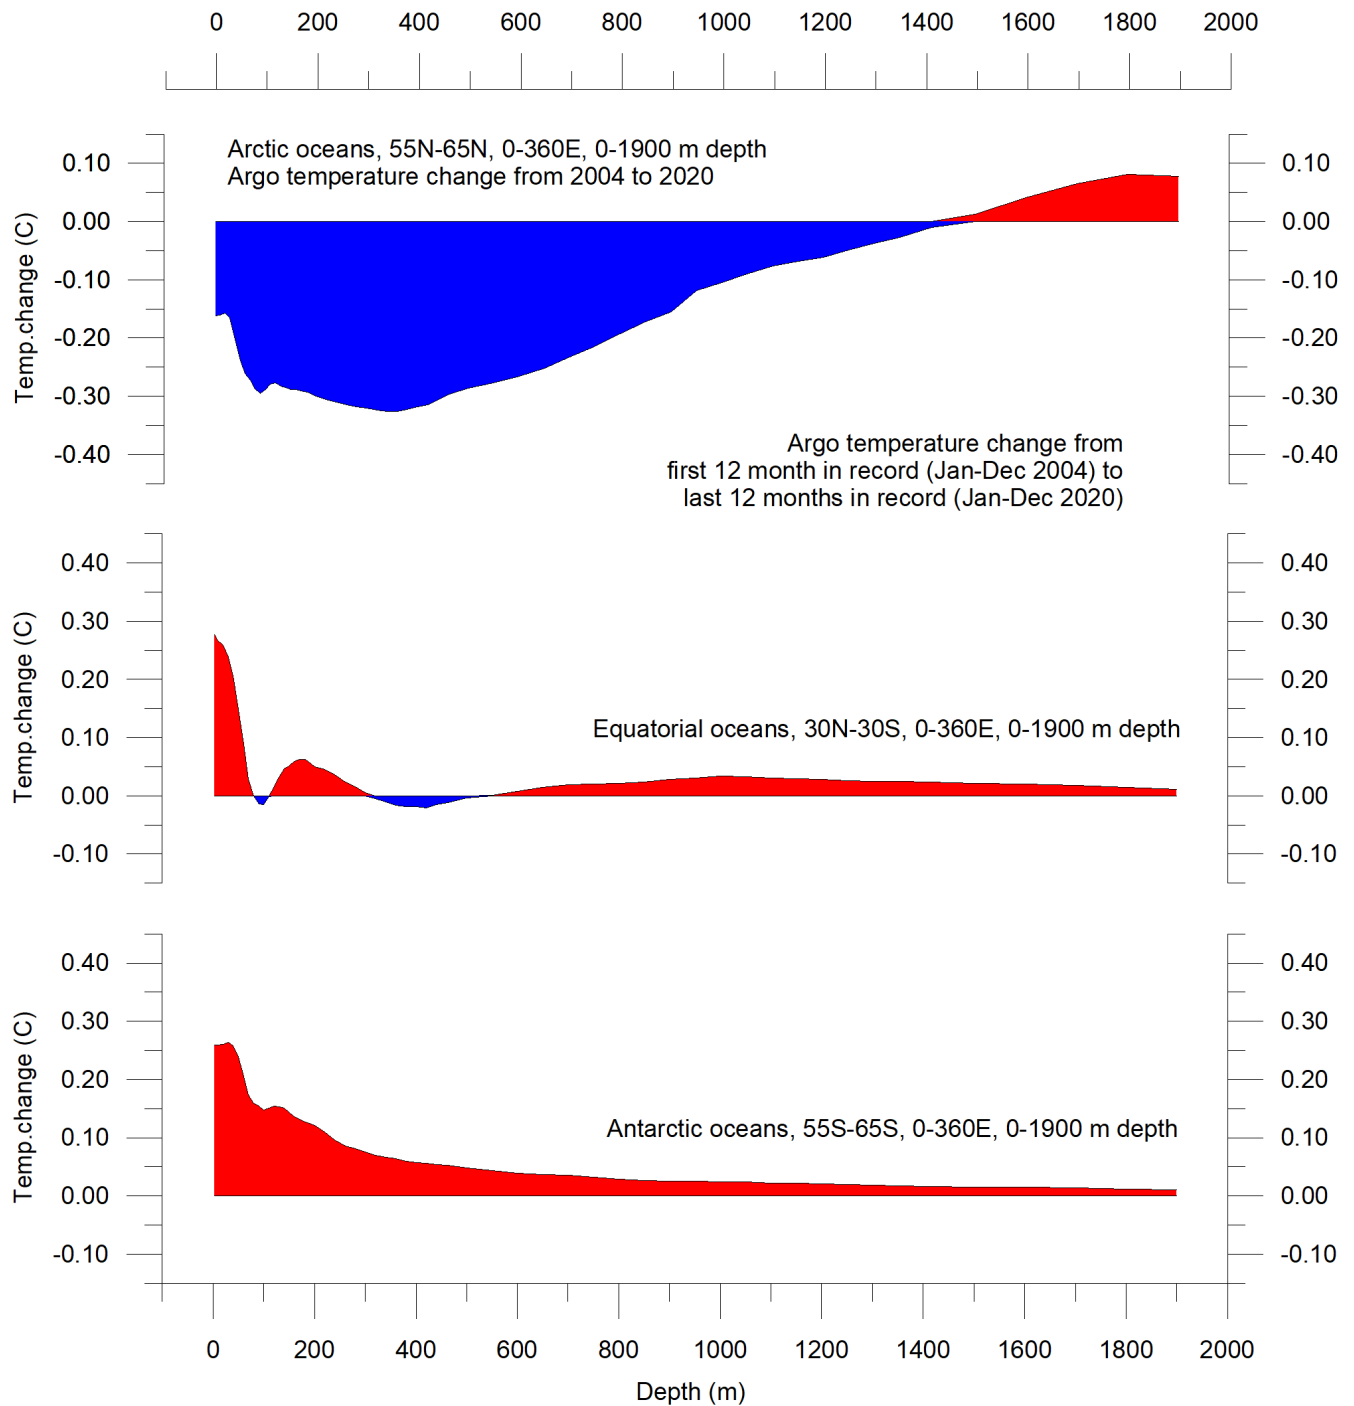 0 200 400 600 800 1000 1200 1400 1600 1800 2000
Arctic oceans, 55N-65N, 0-360E, 0-1900 m depth
Argo temperature change from 2004 to 2020
Temp.change (C)
0.10 0.10
0.00 0.00
-0.10 -0.10
-0.20 -0.20
-0.30 -0.30
-0.40 -0.40
Argo temperature change from
first 12 month in record (Jan-Dec 2004) to
last 12 months in record (Jan-Dec 2020)
Temp.change (C)
0.40 0.40
0.30 0.30
0.20 0.20
0.10 0.10
0.00 0.00
-0.10 -0.10
Equatorial oceans, 30N-30S, 0-360E, 0-1900 m depth
Temp.change (C)
0.40 0.40
0.30 0.30
0.20 0.20
0.10 0.10
0.00 0.00
-0.10 -0.10
Antarctic oceans, 55S-65S, 0-360E, 0-1900 m depth
0 200 400 600 800 1000 1200 1400 1600 1800 2000
Depth (m)